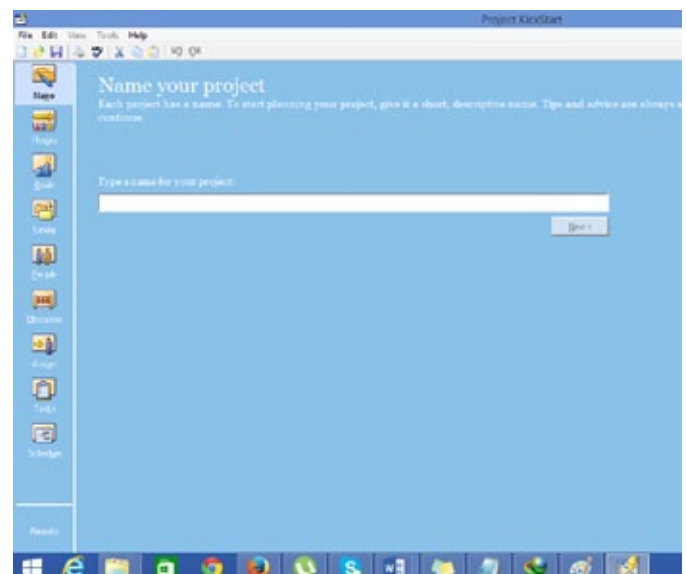 Project KickStart
File Edit View Tools Help
Name your project
Each project has a name. To start planning your project, give it a short, descriptive name. Tips and advice are always a
continue.
Type a name for your project:
Next >
Name
Phases
Goals
People
Obstacles
Assign
Tasks
Schedule
Reports